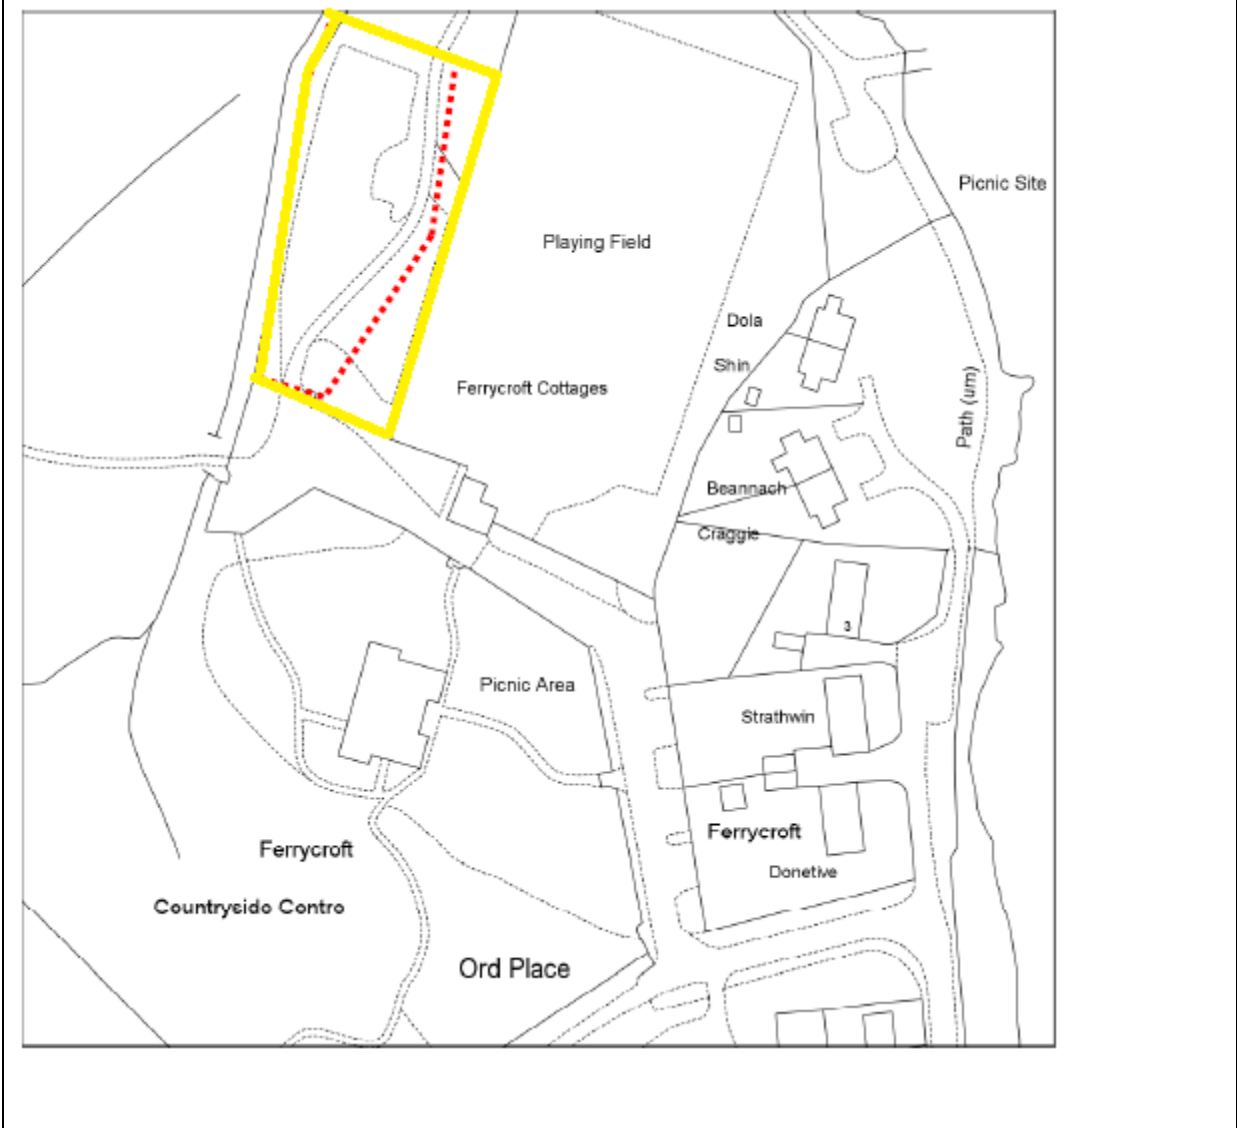 Picnic Site
Playing Field
Dola
Shin
Ferrycroft Cottages
Path (um)
Beannach
Craggie
3
Picnic Area
Strathwin
Ferrycroft
Donetive
Ferrycroft
Countrysido Contro
Ord Place